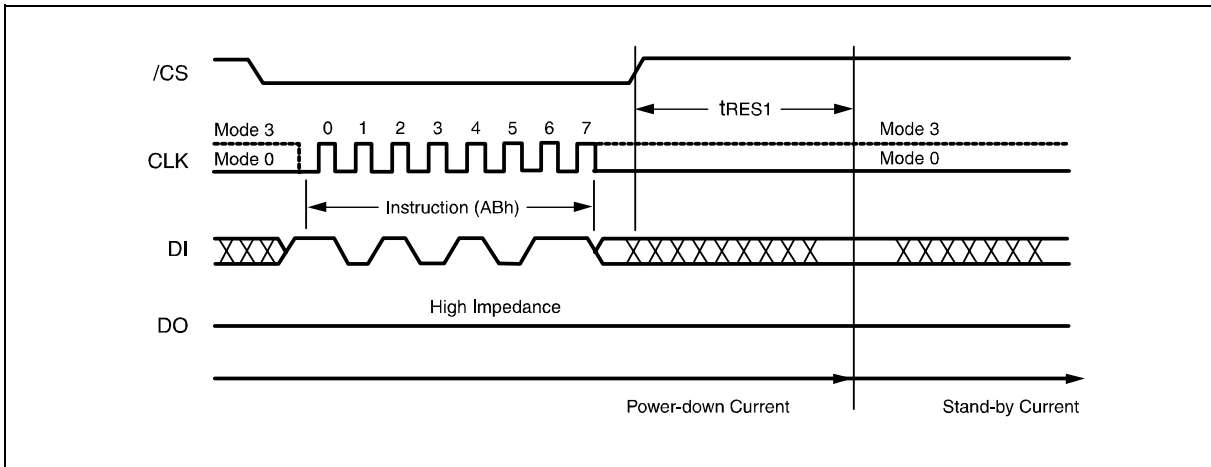 /CS
tRES1
Mode 3 0 1 2 3 4 5 6 7 Mode 3
CLK
Mode 0 Mode 0
Instruction (ABh)
DI
High Impedance
DO
Power-down Current Stand-by Current